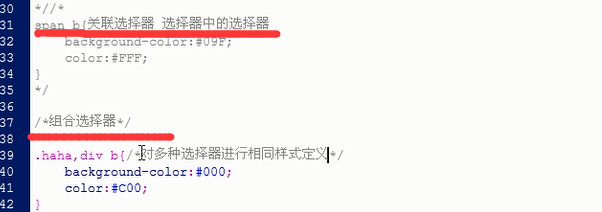 30 *//*
31 span b{关联选择器 选择器中的选择器
32 background-color:#09F;
33 color:#FFF;
34 }
35 */
36
37 /*组合选择器*/
38
39 .haha,div b{/*对多种选择器进行相同样式定义*/
40 background-color:#000;
41 color:#C00;
42 }